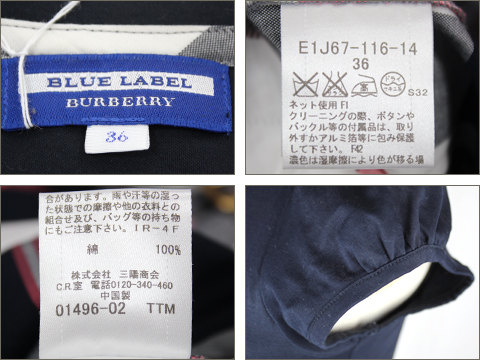 BLUE LABEL
BURBERRY
36
E1J67-116-14
36
ドライ
セキユ系
S32
ネット使用 F1
クリーニングの際、ボタンや
バックル等の付属品は、取り
外すかアルミ箔等に包み保護
して下さい。F42
濃色は湿摩擦により色が移る場
合があります。雨や汗等の湿っ
た状態での摩擦や他の衣料との
組合せ及び、バッグ等の持ち物
にもご注意下さい。IR-4F
綿 100%
株式会社 三陽商会
C.R室 電話0120-340-460
中国製
01496-02 TTM